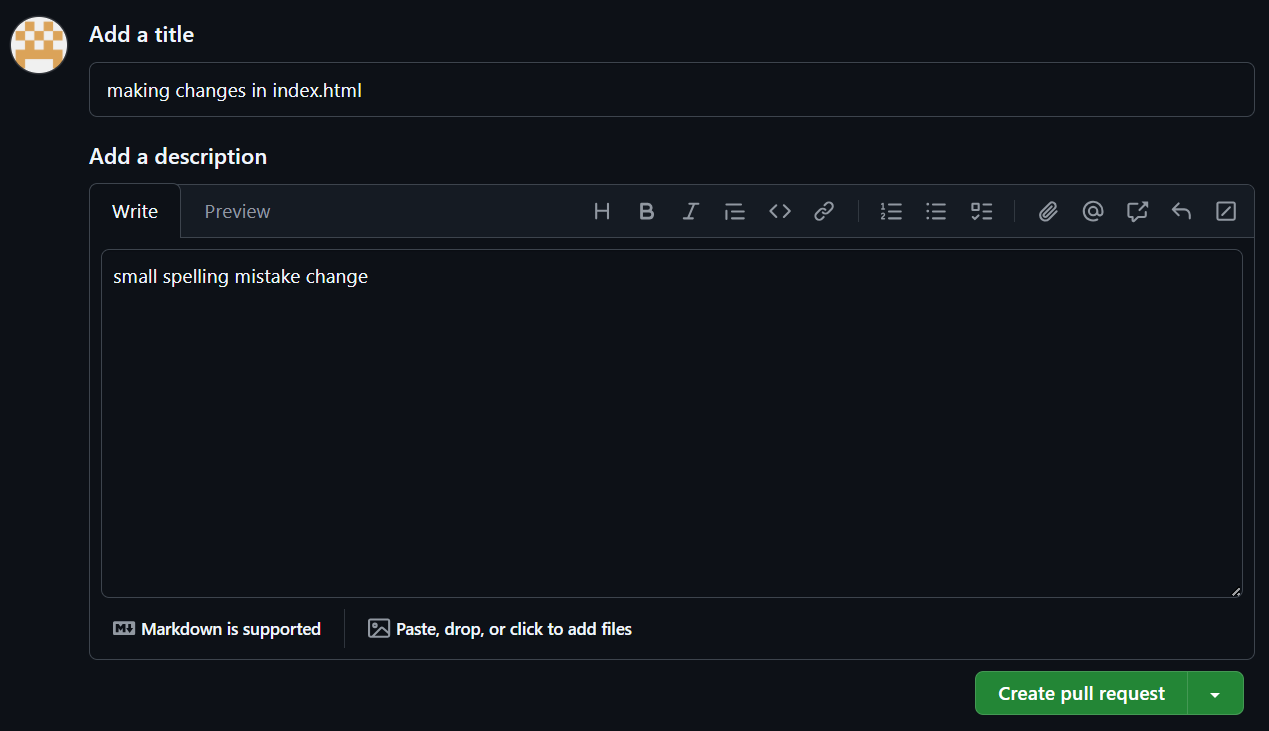 Add a title
making changes in index.html
Add a description
Write Preview
small spelling mistake change
Markdown is supported Paste, drop, or click to add files
Create pull request